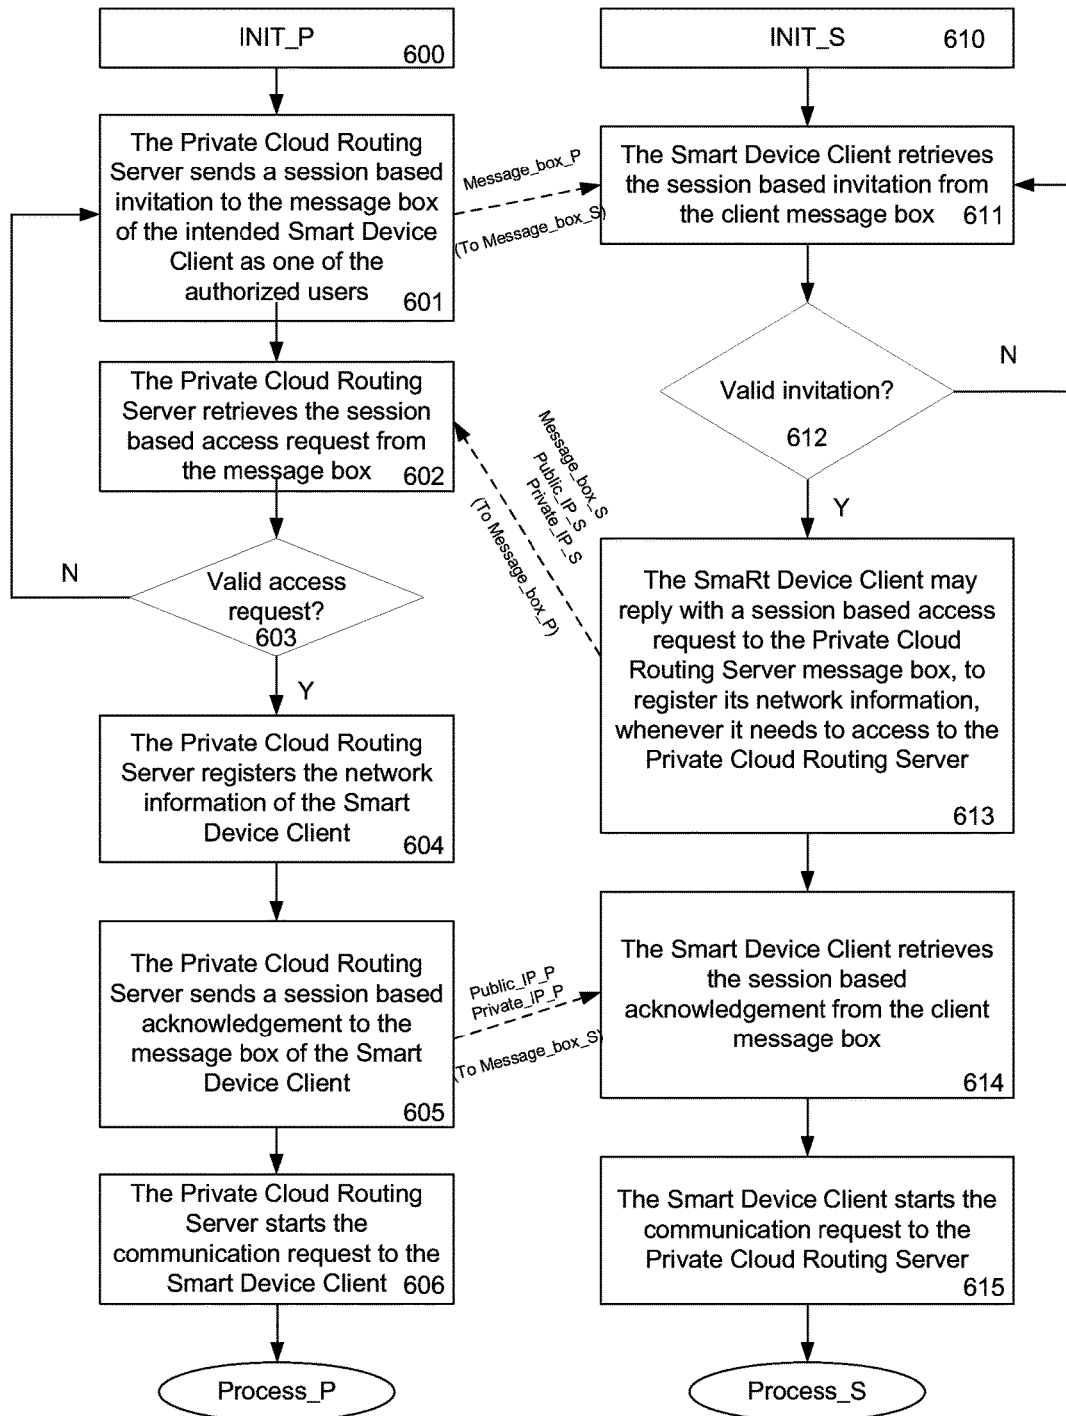 INIT_P
600
The Private Cloud Routing
Server sends a session based
invitation to the message box
of the intended Smart Device
Client as one of the
authorized users
601
The Private Cloud Routing
Server retrieves the session
based access request from
the message box
602
Valid access
request?
603
N
Y
The Private Cloud Routing
Server registers the network
information of the Smart
Device Client
604
The Private Cloud Routing
Server sends a session based
acknowledgement to the
message box of the Smart
Device Client
605
The Private Cloud Routing
Server starts the
communication request to the
Smart Device Client
606
Process_P
Message_box_P
(To Message_box_S)
Message_box_S
Public_IP_S
Private_IP_S
(To Message_box_P)
Public_IP_P
Private_IP_P
(To Message_box_S)
INIT_S
610
The Smart Device Client retrieves
the session based invitation from
the client message box
611
Valid invitation?
612
N
Y
The SmaRt Device Client may
reply with a session based access
request to the Private Cloud
Routing Server message box, to
register its network information,
whenever it needs to access to the
Private Cloud Routing Server
613
The Smart Device Client retrieves
the session based
acknowledgement from the client
message box
614
The Smart Device Client starts the
communication request to the
Private Cloud Routing Server
615
Process_S